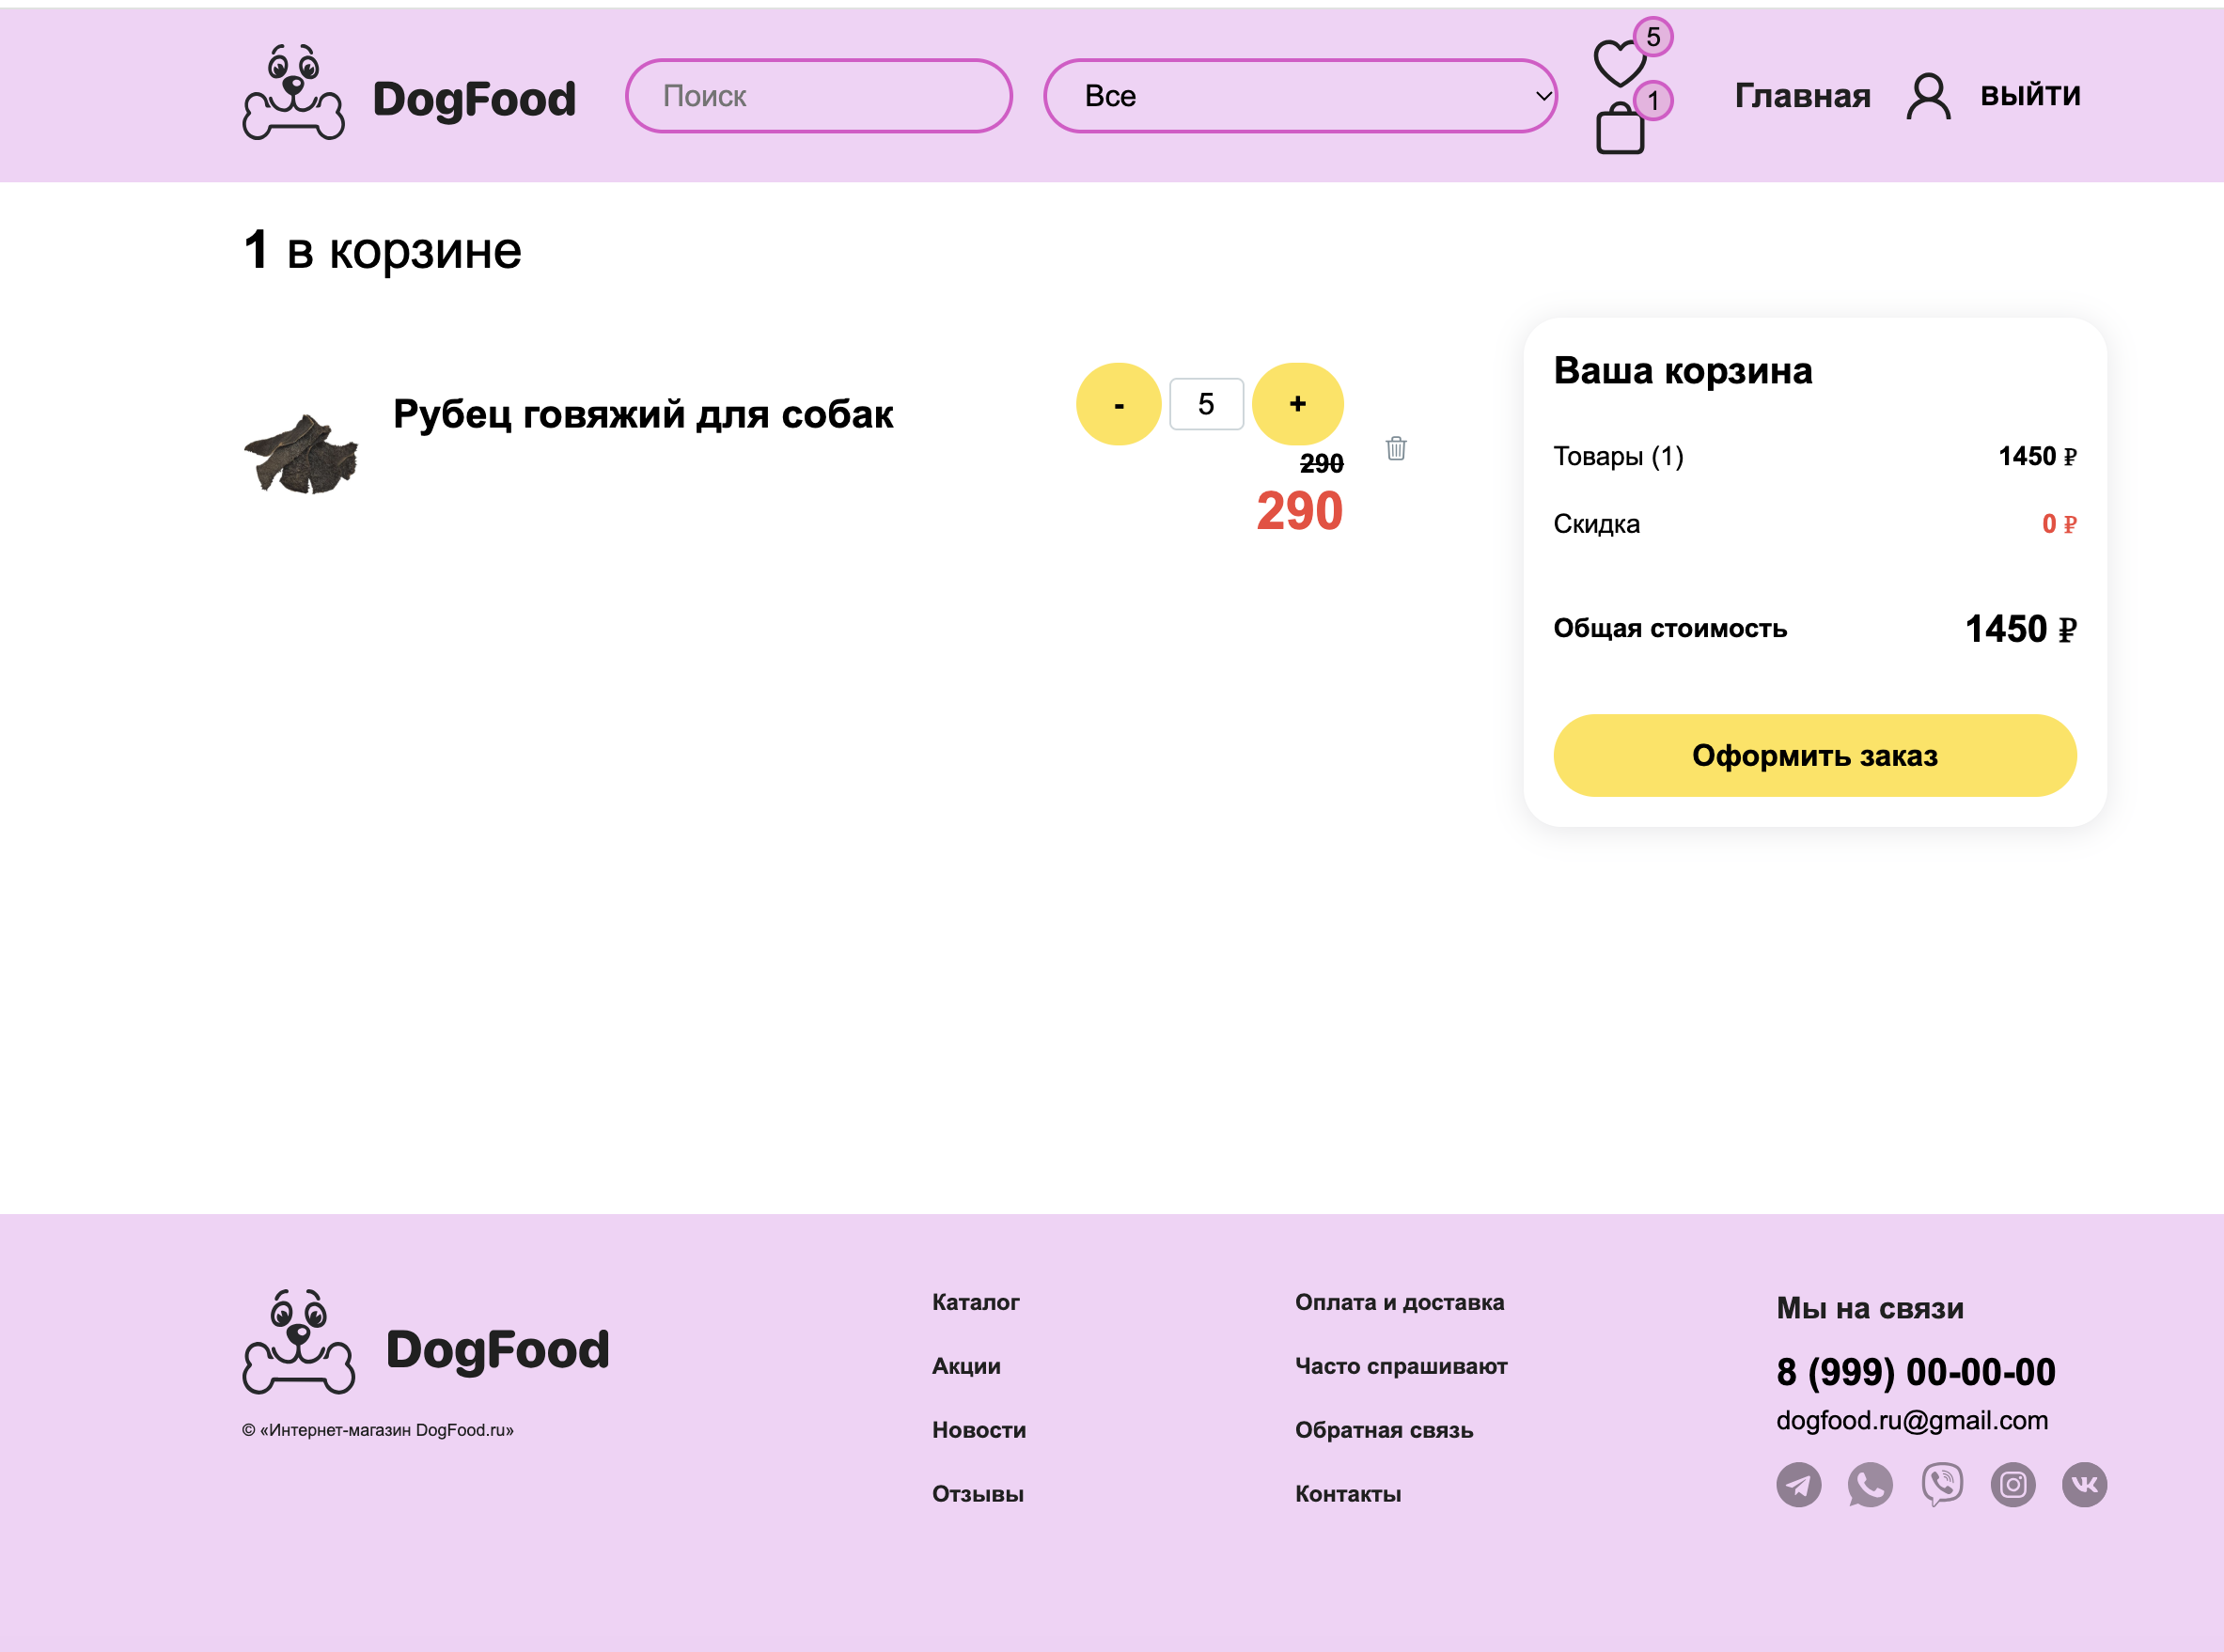 DogFood
Поиск
Все
5
1
Главная
ВЫЙТИ
1 в корзине
Рубец говяжий для собак
-
5
+
290
290
Ваша корзина
Товары (1)
1450 ₽
Скидка
0 ₽
Общая стоимость
1450 ₽
Оформить заказ
DogFood
© «Интернет-магазин DogFood.ru»
Каталог
Акции
Новости
Отзывы
Оплата и доставка
Часто спрашивают
Обратная связь
Контакты
Мы на связи
8 (999) 00-00-00
dogfood.ru@gmail.com